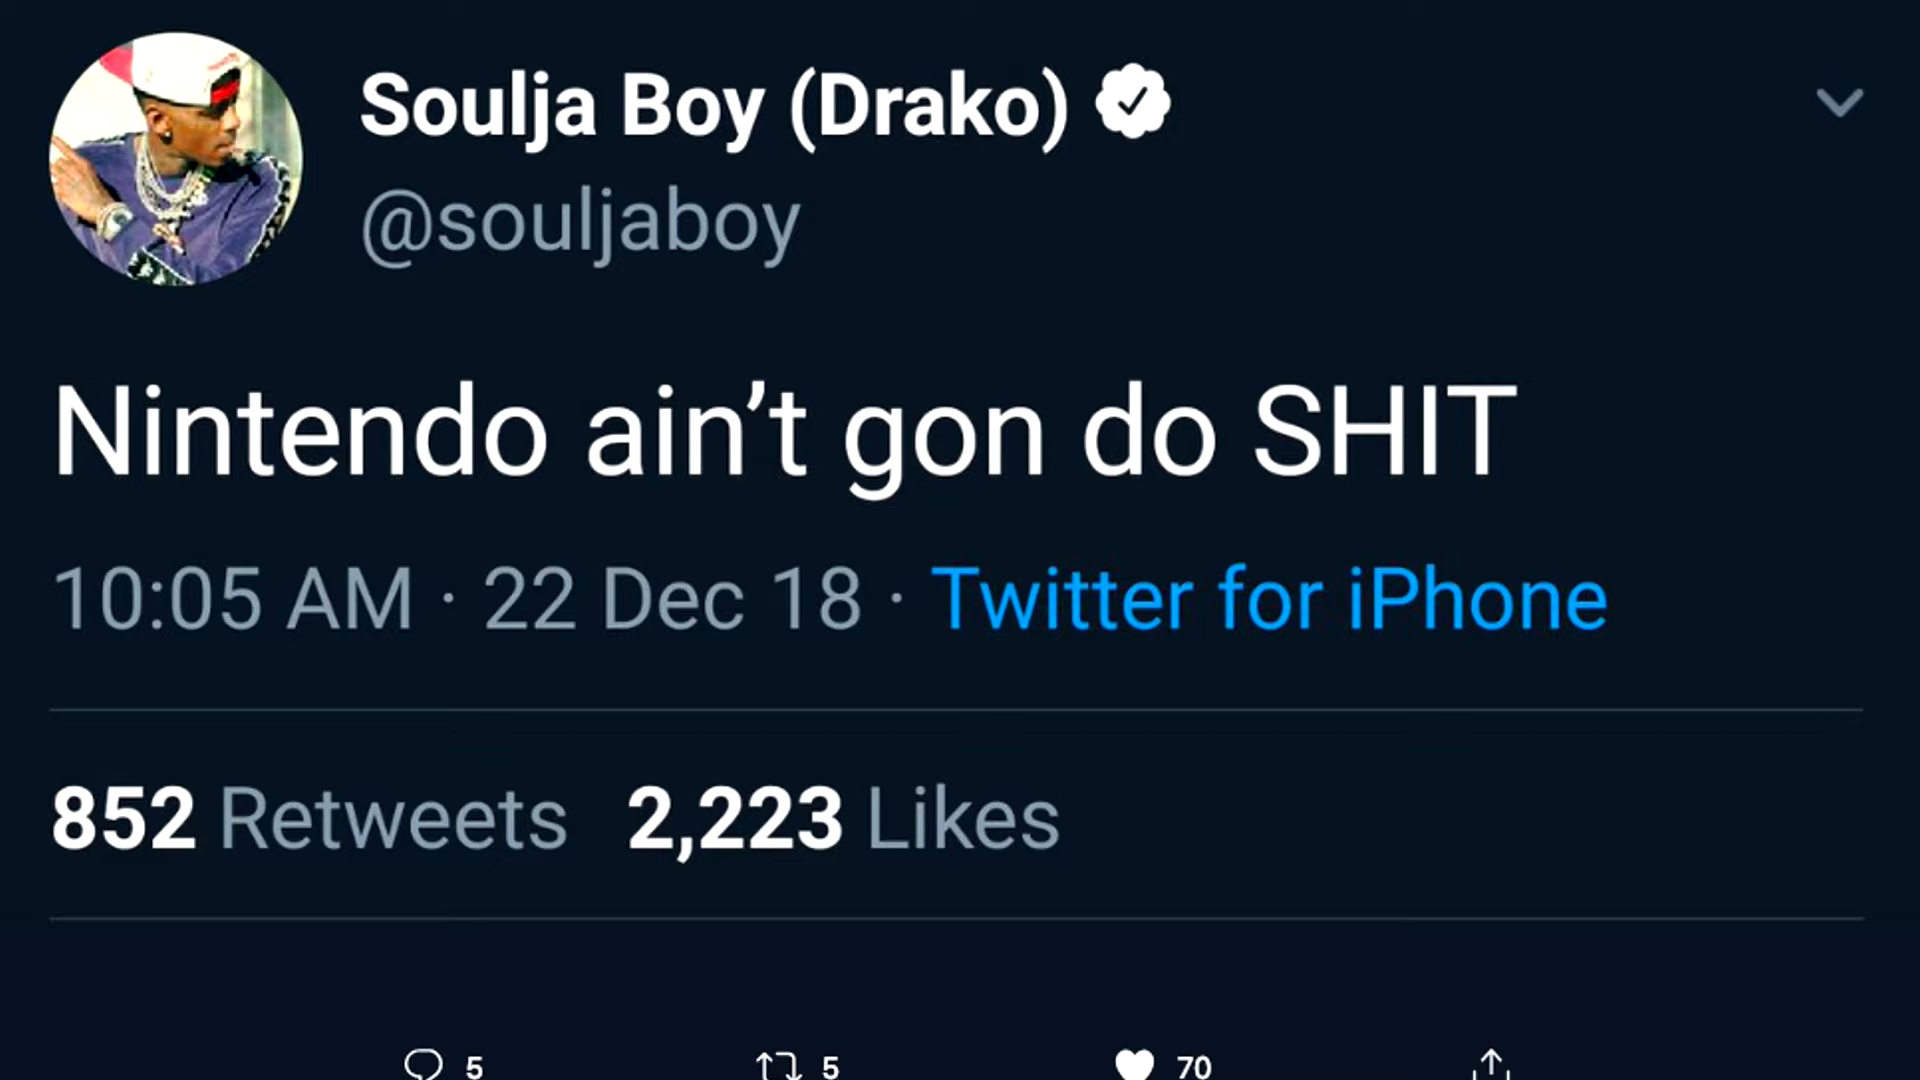 Soulja Boy (Drako)
@souljaboy
Nintendo ain’t gon do SHIT
10:05 AM · 22 Dec 18 · Twitter for iPhone
852 Retweets 2,223 Likes
5 5 70